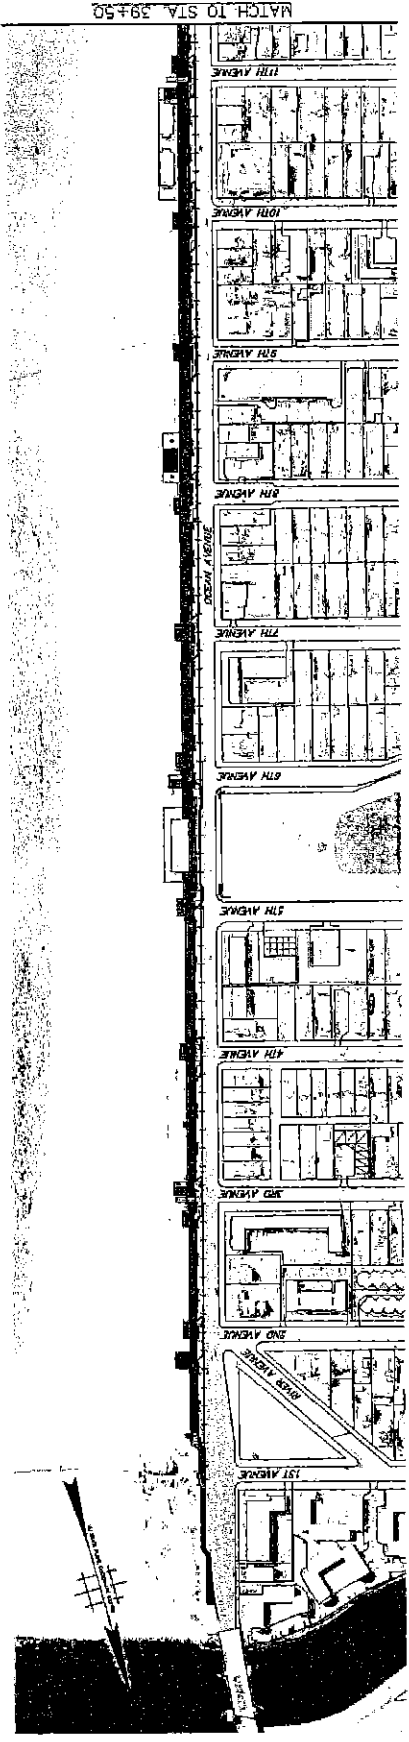 MATCH TO STA. 39+50
11TH AVENUE
10TH AVENUE
9TH AVENUE
8TH AVENUE
OCEAN AVENUE
7TH AVENUE
6TH AVENUE
5TH AVENUE
4TH AVENUE
3RD AVENUE
2ND AVENUE
RIVER AVENUE
1ST AVENUE